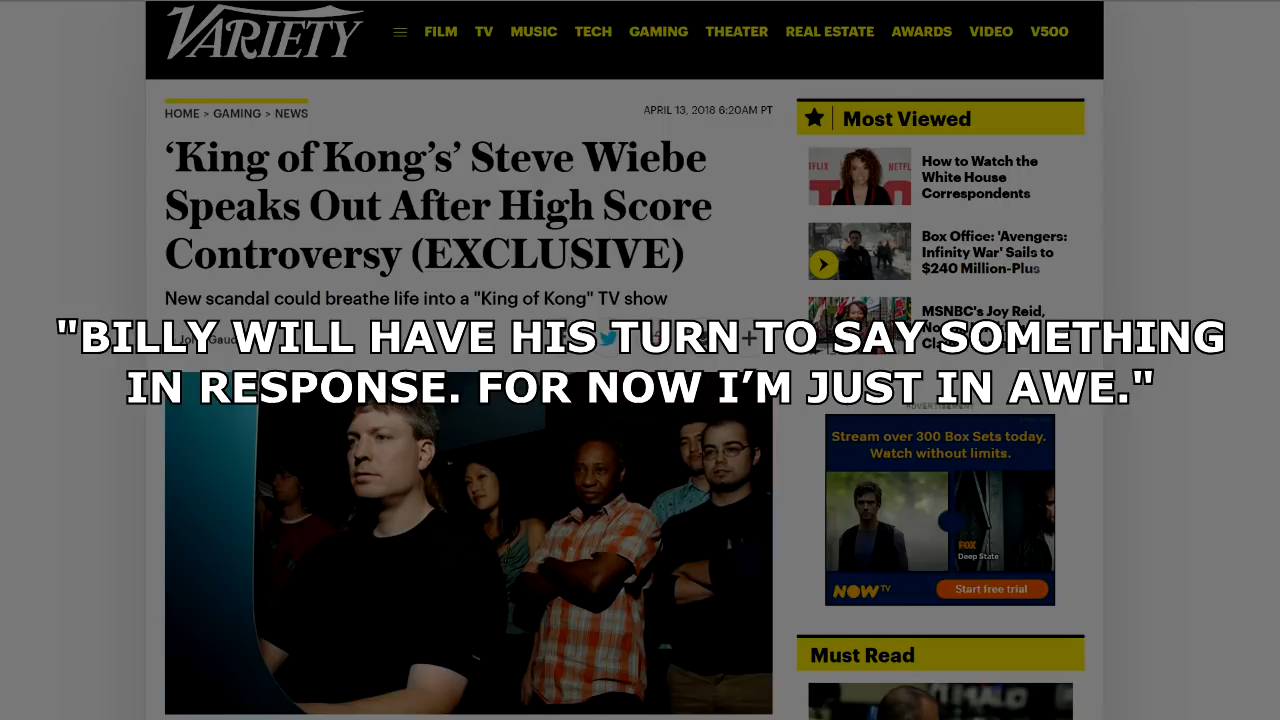 VARIETY
FILM TV MUSIC TECH GAMING THEATER REAL ESTATE AWARDS VIDEO V500
HOME > GAMING > NEWS
APRIL 13, 2018 6:20AM PT
‘King of Kong’s’ Steve Wiebe
Speaks Out After High Score
Controversy (EXCLUSIVE)
New scandal could breathe life into a "King of Kong" TV show
"BILLY WILL HAVE HIS TURN TO SAY SOMETHING
IN RESPONSE. FOR NOW I’M JUST IN AWE."
Most Viewed
How to Watch the
White House
Correspondents
Box Office: 'Avengers:
Infinity War' Sails to
$240 Million-Plus
MSNBC's Joy Reid,
ADVERTISEMENT
Stream over 300 Box Sets today.
Watch without limits.
FOX
Deep State
NOW TV
Start free trial
Must Read
HALO